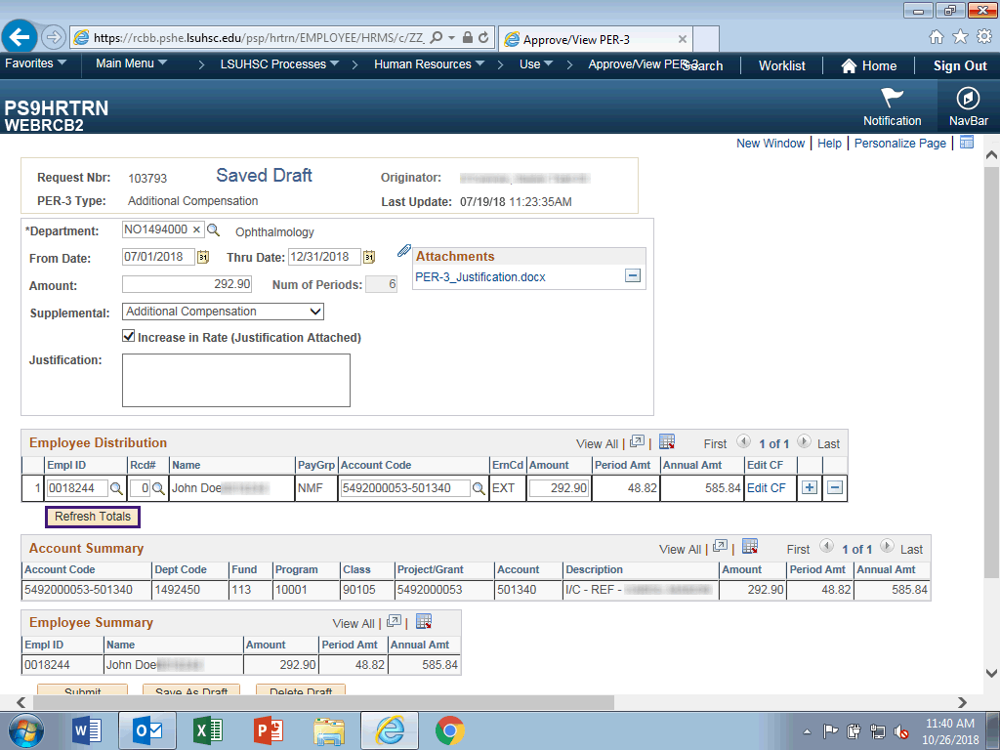 https://rcbb.pshe.lsuhsc.edu/psp/hrtrn/EMPLOYEE/HRMS/c/ZZ_
Approve/View PER-3
Favorites Main Menu > LSUHSC Processes > Human Resources > Use > Approve/View PER-3 Search Worklist Home Sign Out
PS9HRTRN
WEBRCB2
Notification NavBar
New Window | Help | Personalize Page |
Request Nbr: 103793 Saved Draft Originator:
PER-3 Type: Additional Compensation Last Update: 07/19/18 11:23:35AM
*Department: NO1494000 × Ophthalmology
From Date: 07/01/2018 31 Thru Date: 12/31/2018 31
Attachments
PER-3_Justification.docx
Amount: 292.90 Num of Periods: 6
Supplemental: Additional Compensation
Increase in Rate (Justification Attached)
Justification:
Employee Distribution View All | | First 1 of 1 Last
Empl ID Rcd# Name PayGrp Account Code ErnCd Amount Period Amt Annual Amt Edit CF
1 0018244 0 John Doe NMF 5492000053-501340 EXT 292.90 48.82 585.84 Edit CF
Refresh Totals
Account Summary View All | | First 1 of 1 Last
Account Code Dept Code Fund Program Class Project/Grant Account Description Amount Period Amt Annual Amt
5492000053-501340 1492450 113 10001 90105 5492000053 501340 I/C - REF - 292.90 48.82 585.84
Employee Summary View All | |
Empl ID Name Amount Period Amt Annual Amt
0018244 John Doe 292.90 48.82 585.84
Submit Save As Draft Delete Draft
11:40 AM
10/26/2018